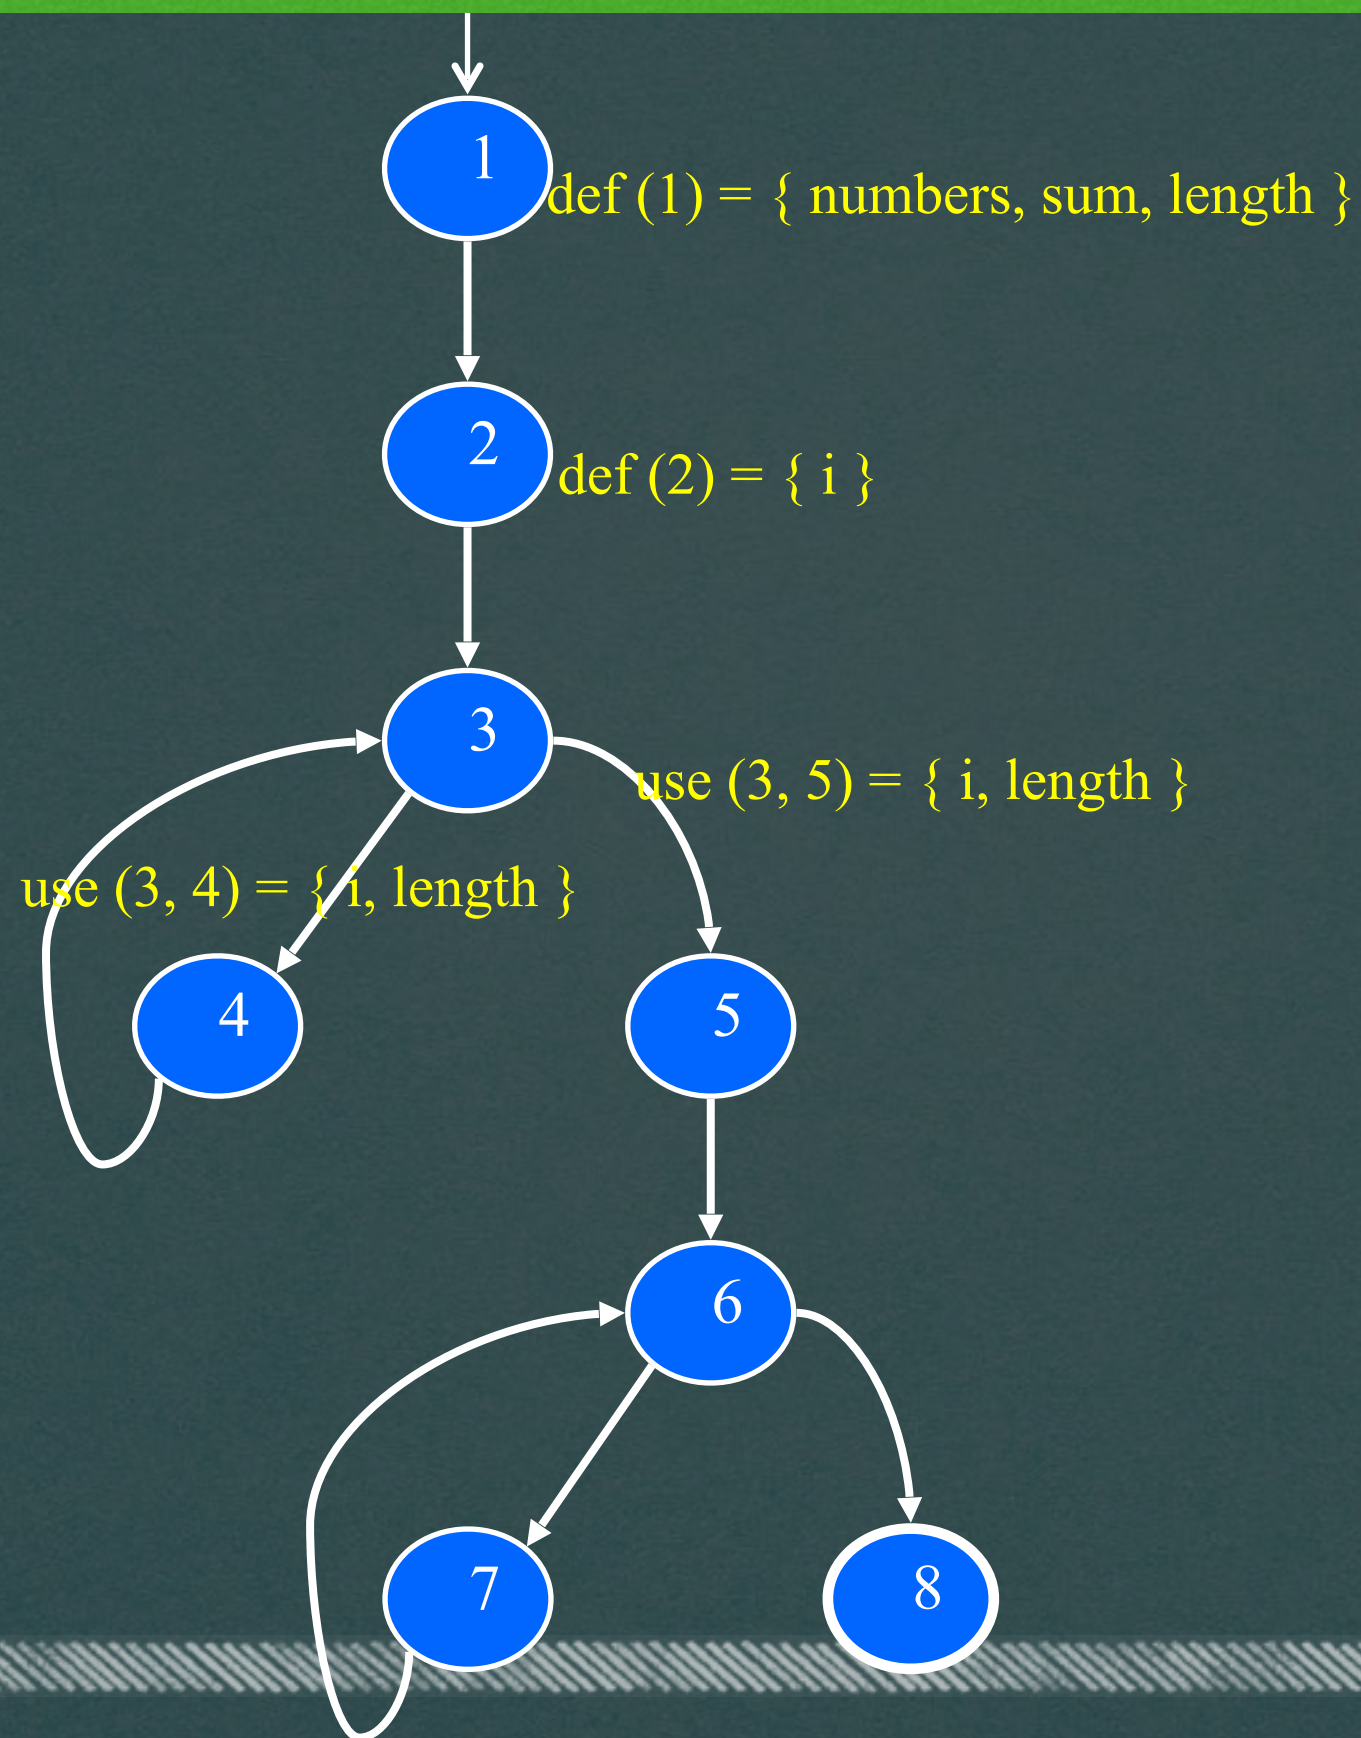 1
def (1) = { numbers, sum, length }
2
def (2) = { i }
3
use (3, 5) = { i, length }
use (3, 4) = { i, length }
4
5
6
7
8